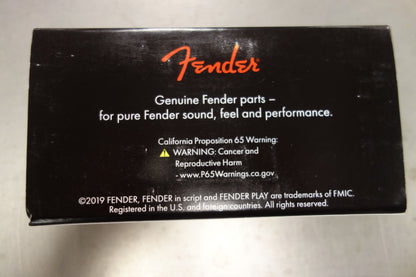 Fender
Genuine Fender parts –
for pure Fender sound, feel and performance.
California Proposition 65 Warning:
WARNING: Cancer and
Reproductive Harm
- www.P65Warnings.ca.gov
©2019 FENDER, FENDER in script and FENDER PLAY are trademarks of FMIC.
Registered in the U.S. and foreign countries. All rights reserved.